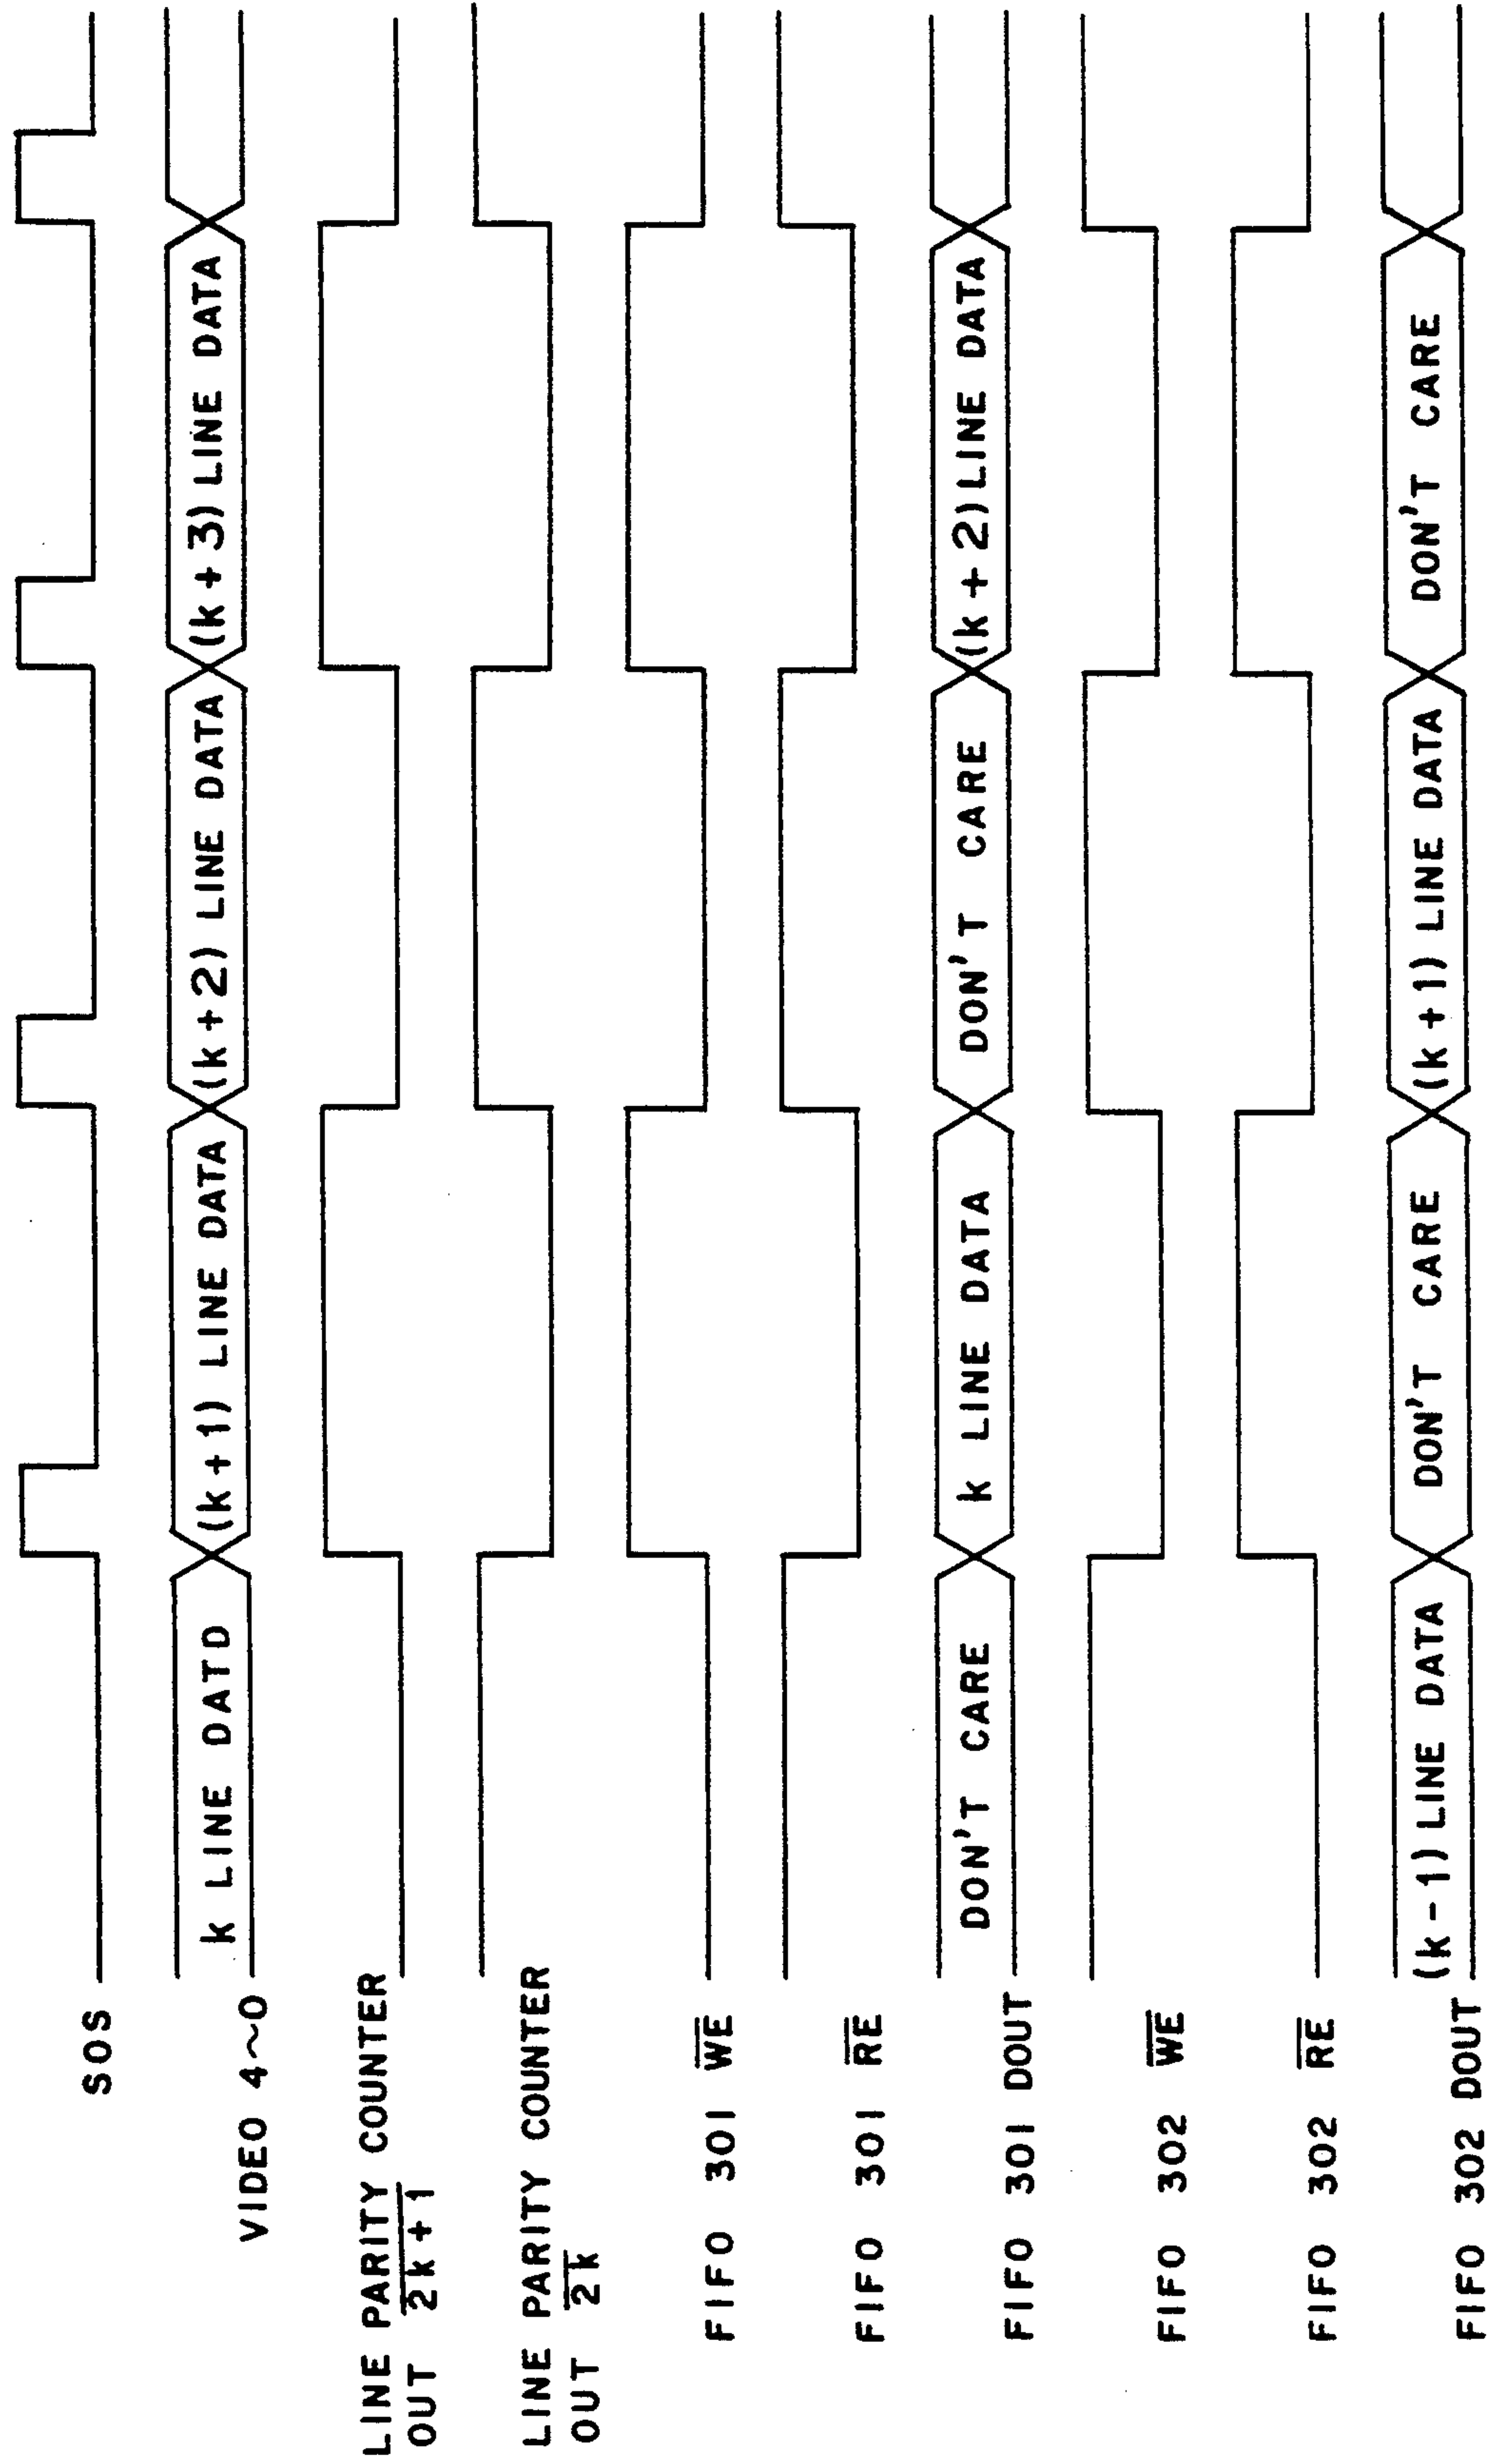 SOS
VIDEO 4~0
k LINE DATD
(k+1) LINE DATA
(k+2) LINE DATA
(k+3) LINE DATA
LINE PARITY COUNTER
OUT 2k+1
LINE PARITY COUNTER
OUT 2k
FIFO 301 WE
FIFO 301 RE
FIFO 301 DOUT
DON'T CARE
k LINE DATA
DON'T CARE
(k+2) LINE DATA
FIFO 302 WE
FIFO 302 RE
FIFO 302 DOUT
(k-1) LINE DATA
DON'T CARE
(k+1) LINE DATA
DON'T CARE